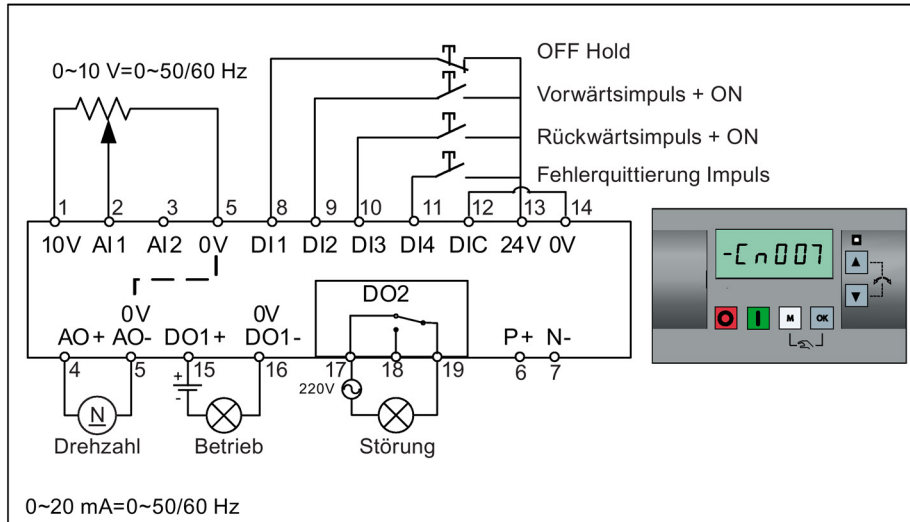 OFF Hold
0~10 V=0~50/60 Hz
Vorwärtsimpuls + ON
Rückwärtsimpuls + ON
Fehlerquittierung Impuls
1 2 3 5 8 9 10 11 12 13 14
10V AI1 AI2 0V DI1 DI2 DI3 DI4 DIC 24V 0V
-Cn007
DO2
0V 0V
AO+ AO- DO1+ DO1- P+ N-
M OK
4 5 15 16 17 18 19 6 7
+
-
220V
N
Drehzahl Betrieb Störung
0~20 mA=0~50/60 Hz